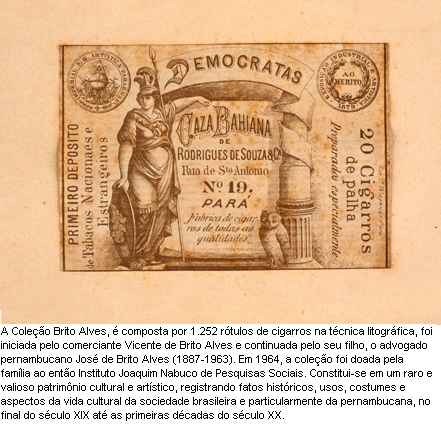 DEMOCRATAS
AO MERITO
PRIMEIRO DEPOSITO
de Tabacos Nacionaes e
Estrangeiros
CAZA BAHIANA
DE
RODRIGUES DE SOUZA & Cª
Rua de Sto Antonio
Nº 19.
PARÁ
Fabrica de cigar-
ros de todas as
qualidades
20 Cigarros
de palha
Preparados especialmente
A Coleção Brito Alves, é composta por 1.252 rótulos de cigarros na técnica litográfica, foi
iniciada pelo comerciante Vicente de Brito Alves e continuada pelo seu filho, o advogado
pernambucano José de Brito Alves (1887-1963). Em 1964, a coleção foi doada pela
família ao então Instituto Joaquim Nabuco de Pesquisas Sociais. Constitui-se em um raro e
valioso patrimônio cultural e artístico, registrando fatos históricos, usos, costumes e
aspectos da vida cultural da sociedade brasileira e particularmente da pernambucana, no
final do século XIX até as primeiras décadas do século XX.